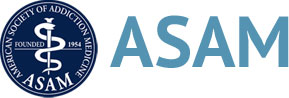 AMERICAN SOCIETY OF ADDICTION MEDICINE
FOUNDED 1954
ASAM
ASAM